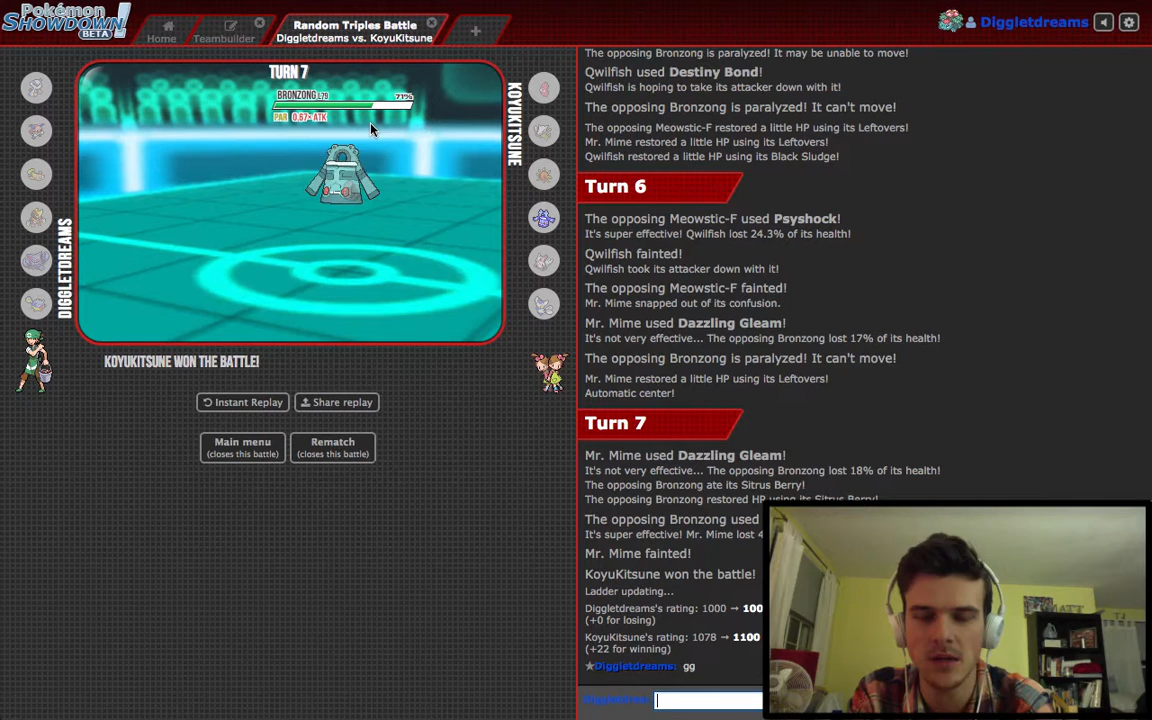 Pokémon
SHOWDOWN!
BETA
Home
Teambuilder
Random Triples Battle
Diggletdreams vs. KoyuKitsune
Diggletdreams
TURN 7
BRONZONG L79
71%
PAR 0.67× ATK
DIGGLETDREAMS
KOYUKITSUNE
KOYUKITSUNE WON THE BATTLE!
Instant Replay
Share replay
Main menu
(closes this battle)
Rematch
(closes this battle)
The opposing Bronzong is paralyzed! It may be unable to move!
Qwilfish used Destiny Bond!
Qwilfish is hoping to take its attacker down with it!
The opposing Bronzong is paralyzed! It can't move!
The opposing Meowstic-F restored a little HP using its Leftovers!
Mr. Mime restored a little HP using its Leftovers!
Qwilfish restored a little HP using its Black Sludge!
Turn 6
The opposing Meowstic-F used Psyshock!
It's super effective! Qwilfish lost 24.3% of its health!
Qwilfish fainted!
Qwilfish took its attacker down with it!
The opposing Meowstic-F fainted!
Mr. Mime snapped out of its confusion.
Mr. Mime used Dazzling Gleam!
It's not very effective... The opposing Bronzong lost 17% of its health!
The opposing Bronzong is paralyzed! It can't move!
Mr. Mime restored a little HP using its Leftovers!
Automatic center!
Turn 7
Mr. Mime used Dazzling Gleam!
It's not very effective... The opposing Bronzong lost 18% of its health!
The opposing Bronzong ate its Sitrus Berry!
The opposing Bronzong restored HP using its Sitrus Berry!
The opposing Bronzong used
It's super effective! Mr. Mime lost 4
Mr. Mime fainted!
KoyuKitsune won the battle!
Ladder updating...
Diggletdreams's rating: 1000 → 100
(+0 for losing)
KoyuKitsune's rating: 1078 → 1100
(+22 for winning)
★Diggletdreams: gg
Diggletdreams: